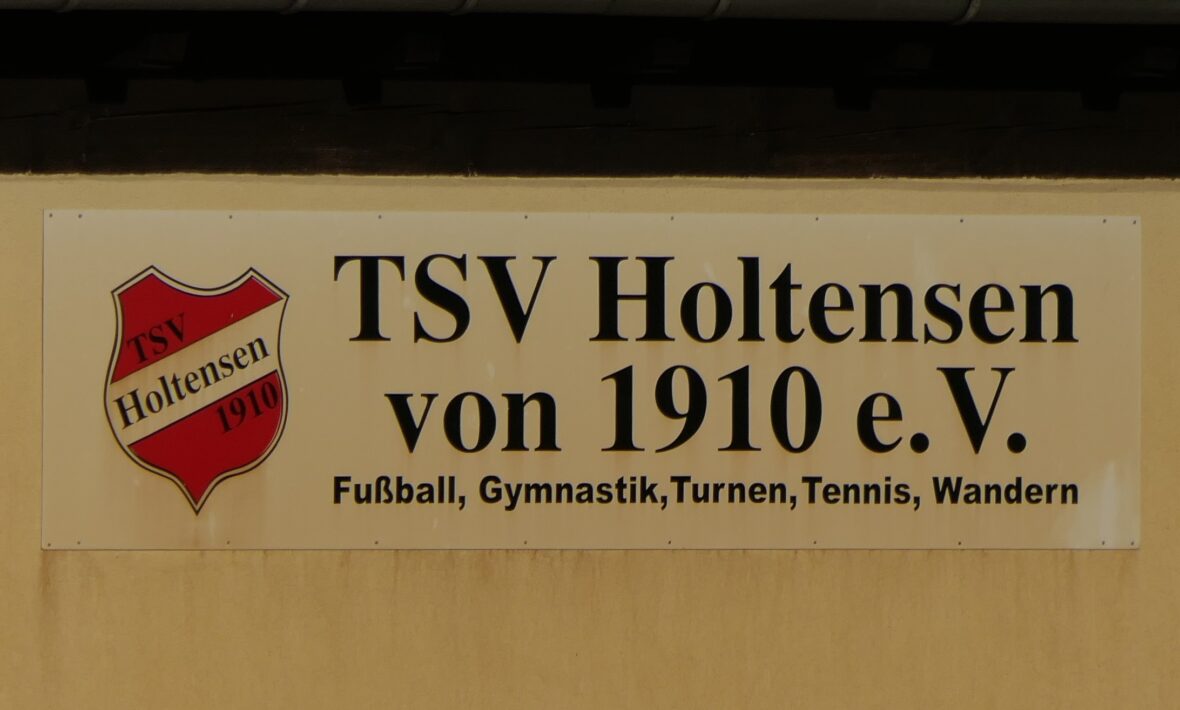 TSV
Holtensen
1910
TSV Holtensen
von 1910 e.V.
Fußball, Gymnastik,Turnen,Tennis, Wandern